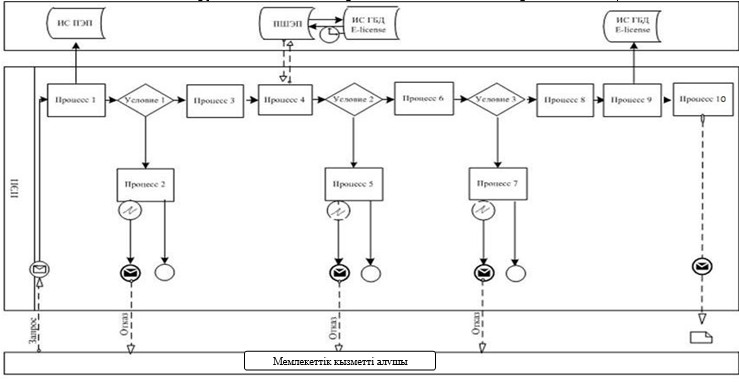 ИС ПЭП
ПШЭП
ИС ГБД
E-license
ИС ГБД
E-license
Процесс 1
Условие 1
Процесс 3
Процесс 4
Условие 2
Процесс 6
Условие 3
Процесс 8
Процесс 9
Процесс 10
Процесс 2
Процесс 5
Процесс 7
ПЭП
Запрос
Отказ
Отказ
Отказ
Мемлекеттік кызметті алушы